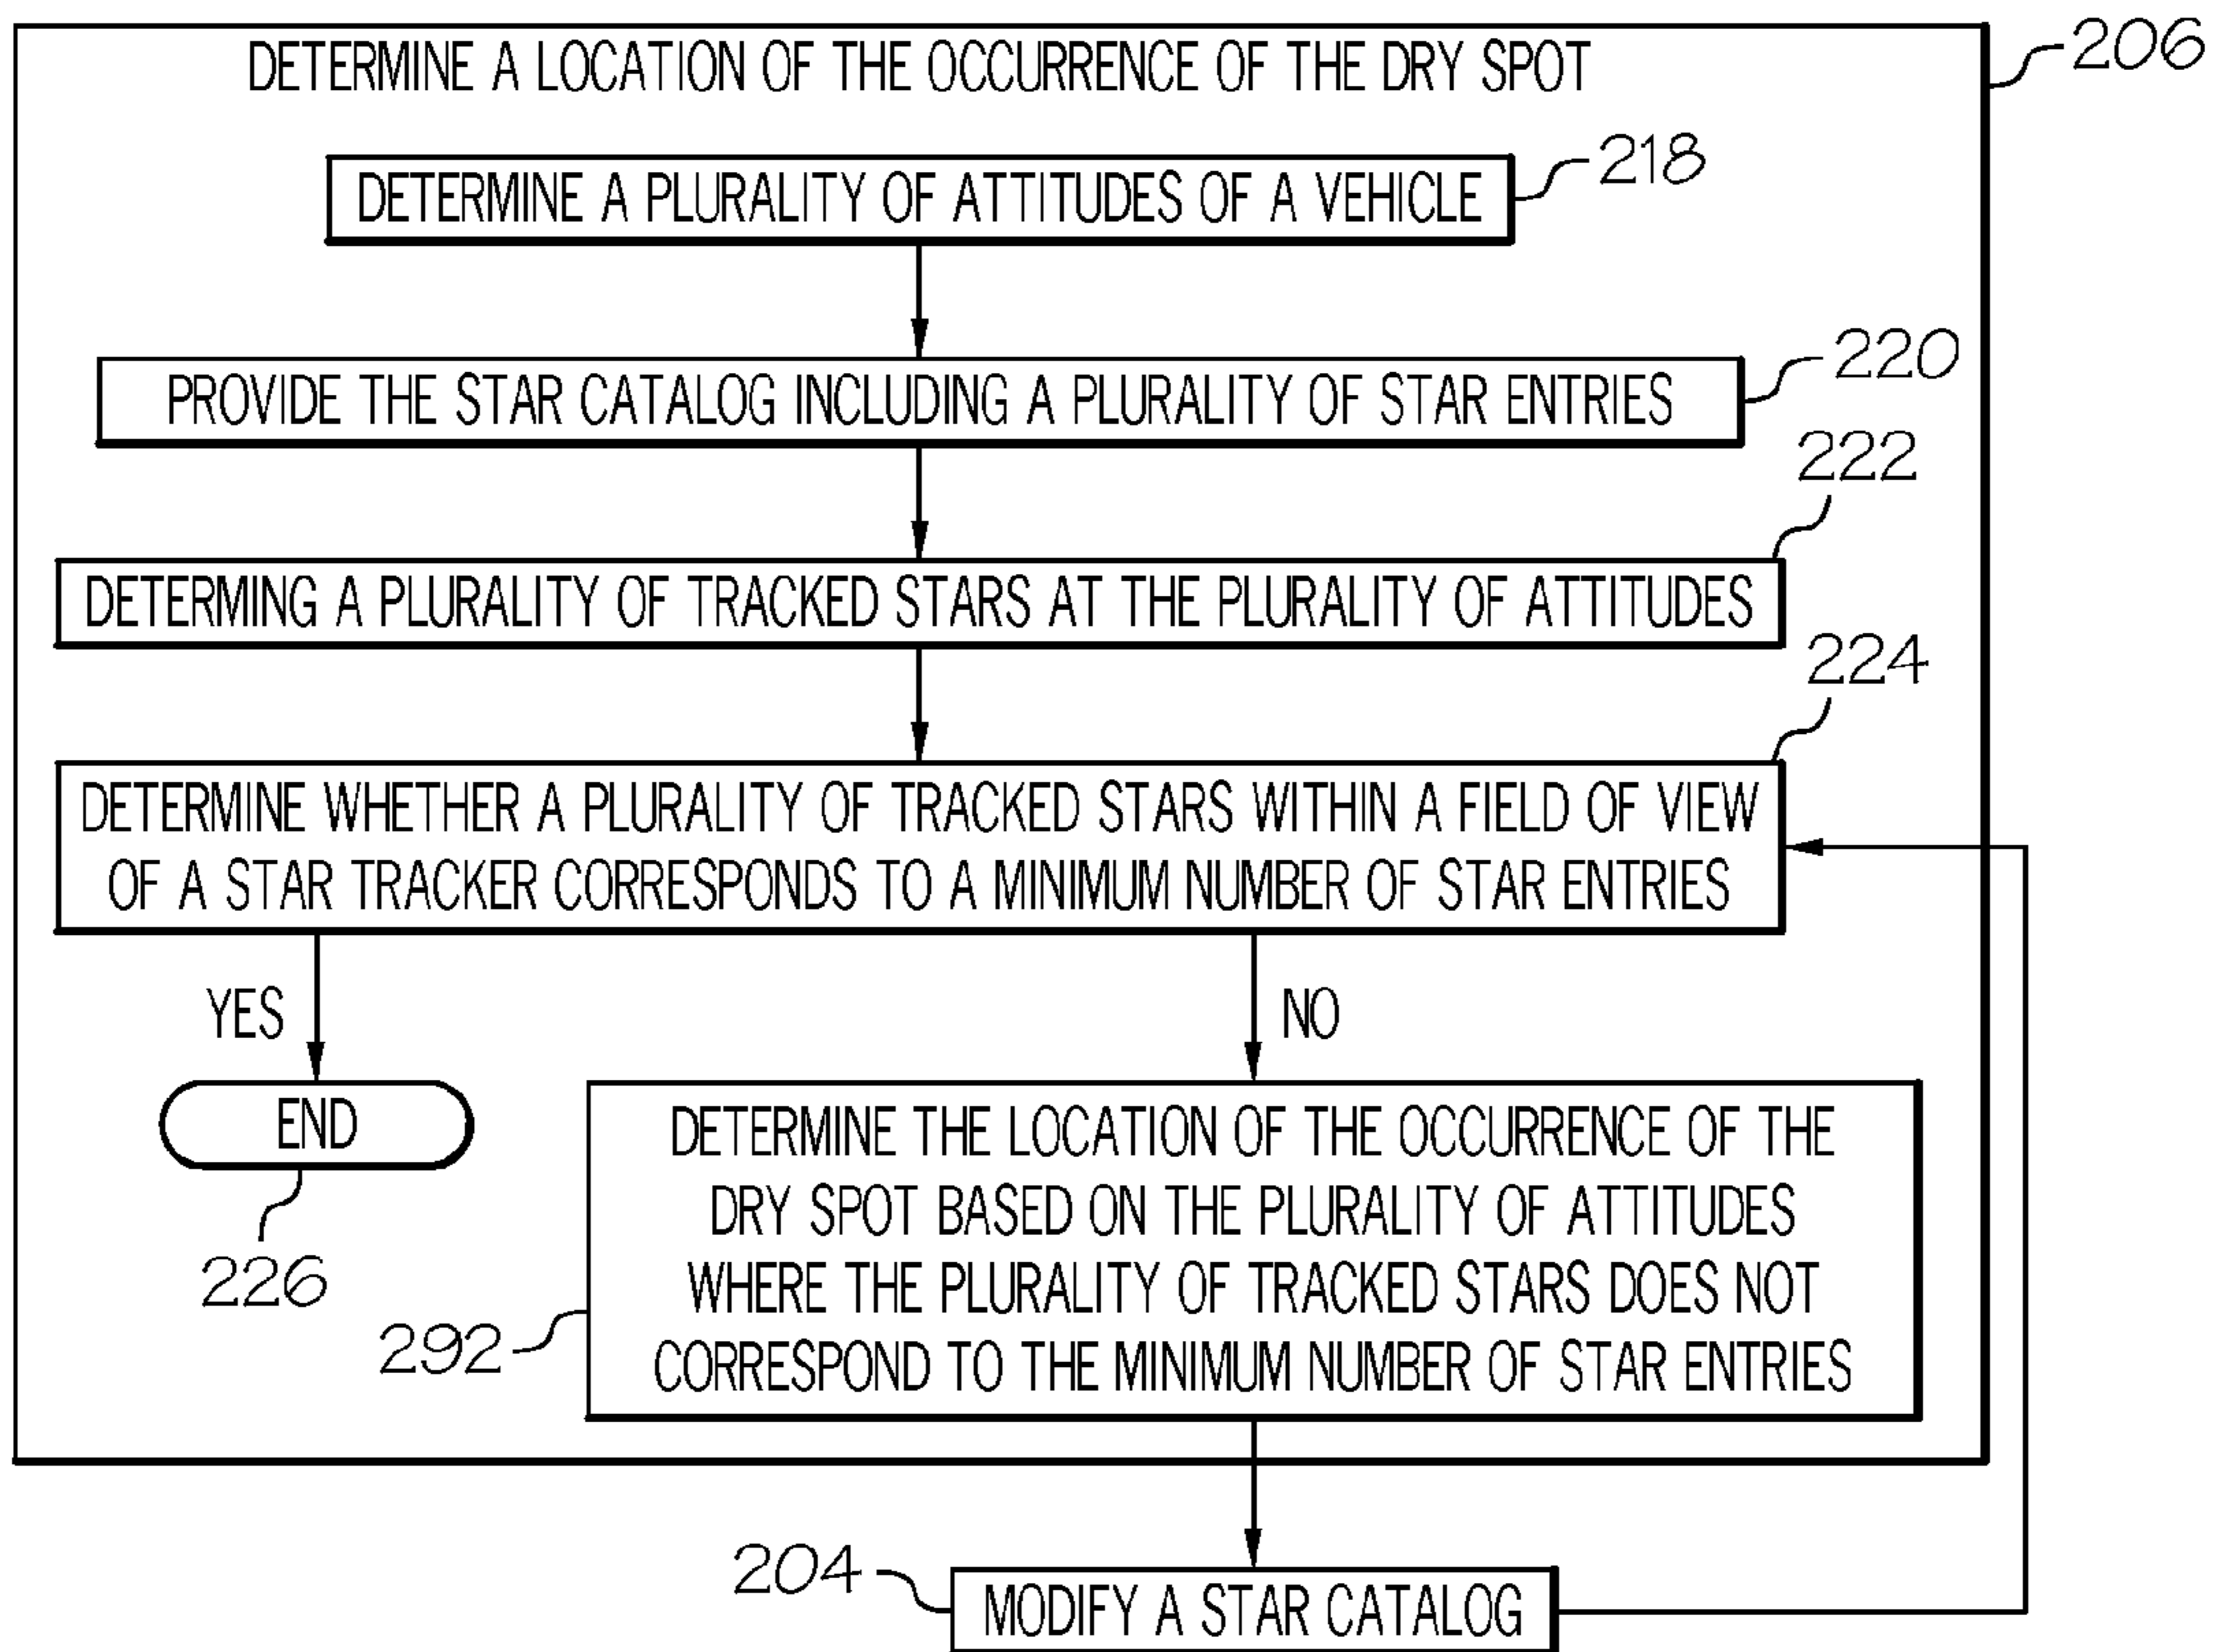 DETERMINE A LOCATION OF THE OCCURRENCE OF THE DRY SPOT
206
DETERMINE A PLURALITY OF ATTITUDES OF A VEHICLE
218
PROVIDE THE STAR CATALOG INCLUDING A PLURALITY OF STAR ENTRIES
220
222
DETERMING A PLURALITY OF TRACKED STARS AT THE PLURALITY OF ATTITUDES
224
DETERMINE WHETHER A PLURALITY OF TRACKED STARS WITHIN A FIELD OF VIEW
OF A STAR TRACKER CORRESPONDS TO A MINIMUM NUMBER OF STAR ENTRIES
YES
NO
END
226
DETERMINE THE LOCATION OF THE OCCURRENCE OF THE
DRY SPOT BASED ON THE PLURALITY OF ATTITUDES
WHERE THE PLURALITY OF TRACKED STARS DOES NOT
CORRESPOND TO THE MINIMUM NUMBER OF STAR ENTRIES
292
204
MODIFY A STAR CATALOG